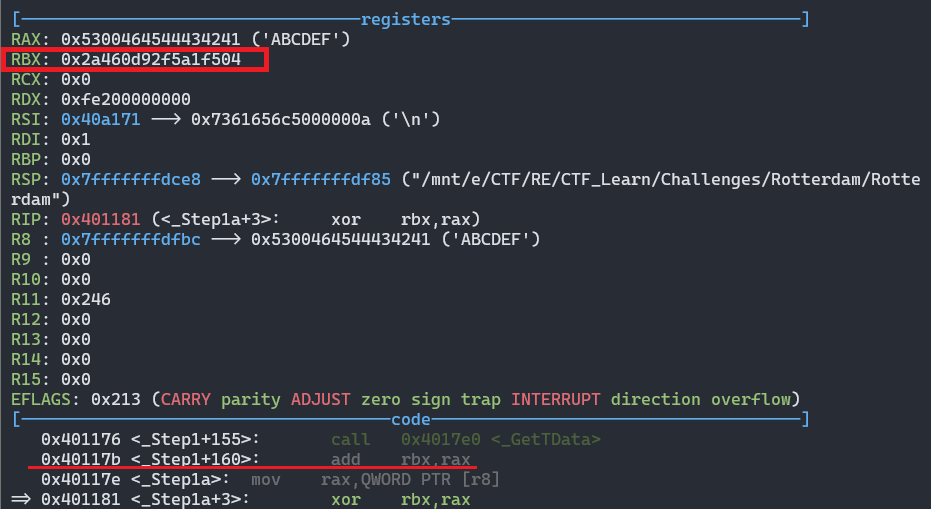 [registers]
RAX: 0x5300464544434241 ('ABCDEF')
RBX: 0x2a460d92f5a1f504
RCX: 0x0
RDX: 0xfe200000000
RSI: 0x40a171 --> 0x7361656c5000000a ('\n')
RDI: 0x1
RBP: 0x0
RSP: 0x7fffffffdce8 --> 0x7fffffffdf85 ("/mnt/e/CTF/RE/CTF_Learn/Challenges/Rotterdam/Rotte
rdam")
RIP: 0x401181 (<_Step1a+3>: xor rbx,rax)
R8 : 0x7fffffffdfbc --> 0x5300464544434241 ('ABCDEF')
R9 : 0x0
R10: 0x0
R11: 0x246
R12: 0x0
R13: 0x0
R14: 0x0
R15: 0x0
EFLAGS: 0x213 (CARRY parity ADJUST zero sign trap INTERRUPT direction overflow)
[code]
0x401176 <_Step1+155>: call 0x4017e0 <_GetTData>
0x40117b <_Step1+160>: add rbx,rax
0x40117e <_Step1a>: mov rax,QWORD PTR [r8]
=> 0x401181 <_Step1a+3>: xor rbx,rax